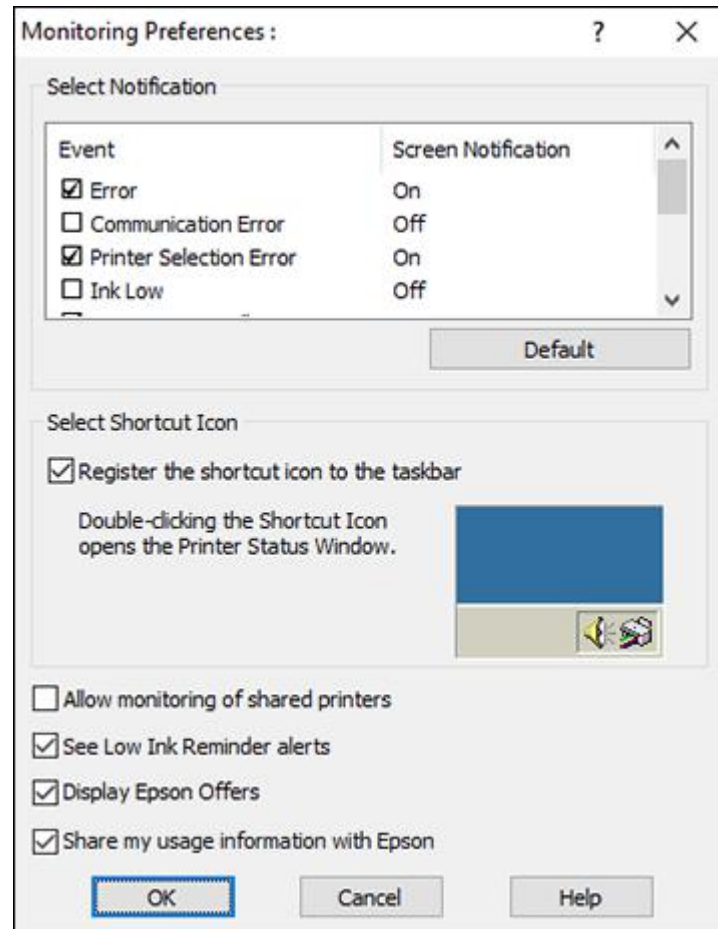 Monitoring Preferences :
?
Select Notification
Event Screen Notification
Error On
Communication Error Off
Printer Selection Error On
Ink Low Off
Default
Select Shortcut Icon
Register the shortcut icon to the taskbar
Double-clicking the Shortcut Icon
opens the Printer Status Window.
Allow monitoring of shared printers
See Low Ink Reminder alerts
Display Epson Offers
Share my usage information with Epson
OK Cancel Help